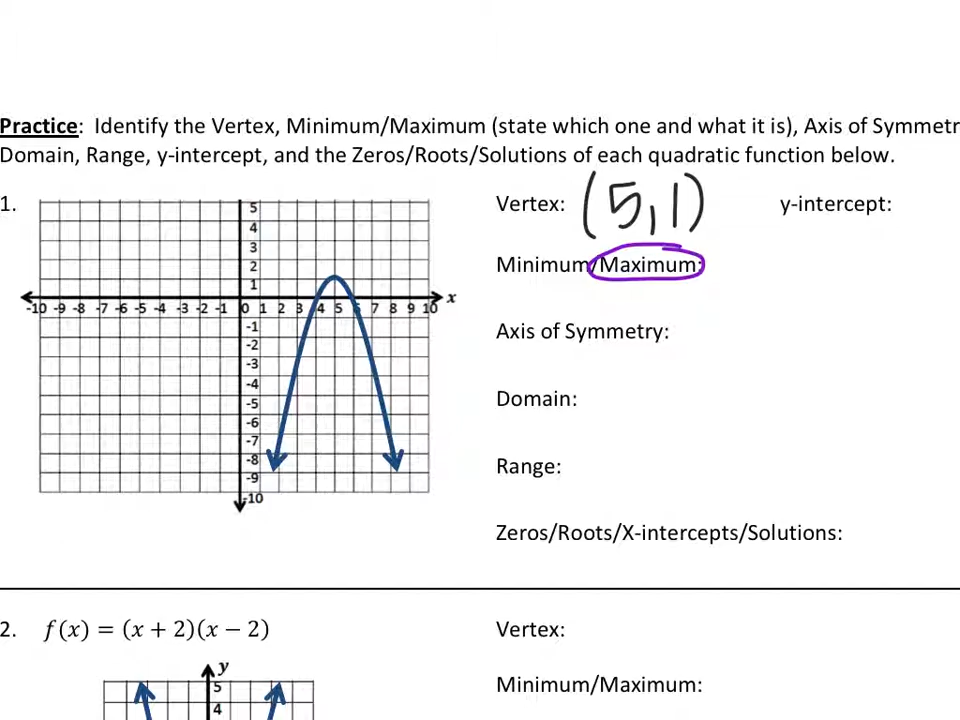 Practice: Identify the Vertex, Minimum/Maximum (state which one and what it is), Axis of Symmetr
Domain, Range, y-intercept, and the Zeros/Roots/Solutions of each quadratic function below.
1.
Vertex: (5,1) y-intercept:
Minimum/Maximum:
Axis of Symmetry:
Domain:
Range:
Zeros/Roots/X-intercepts/Solutions:
5
4
3
2
1
-10 -9 -8 -7 -6 -5 -4 -3 -2 -1 0 1 2 3 4 5 6 7 8 9 10 x
-1
-2
-3
-4
-5
-6
-7
-8
-9
-10
2. f(x) = (x + 2)(x − 2)
Vertex:
Minimum/Maximum:
y
5
4